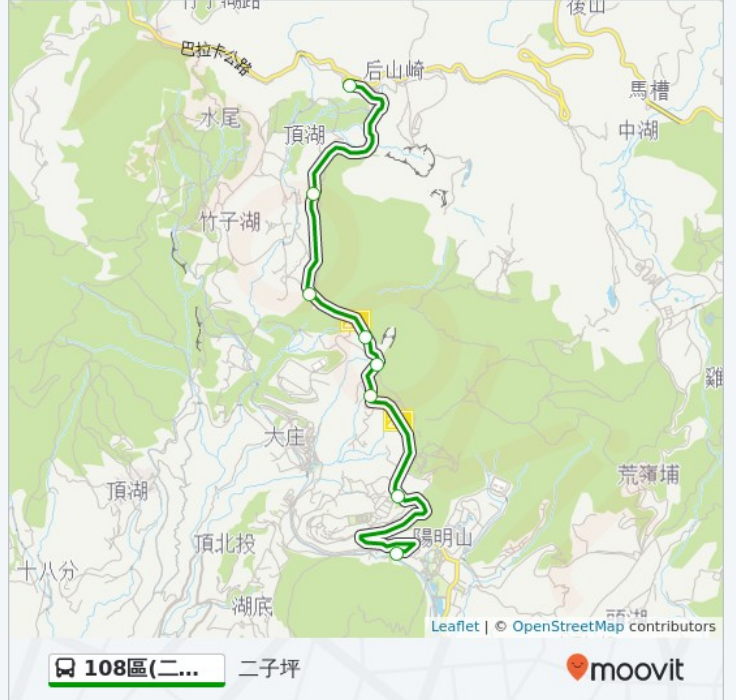 後山
巴拉卡公路
后山崎
馬槽
水尾
中湖
頂湖
竹子湖
大庄
荒嶺埔
頂湖
陽明山
頂北投
十八分
湖底
Leaflet | © OpenStreetMap contributors
108區(二...
二子坪
moovit